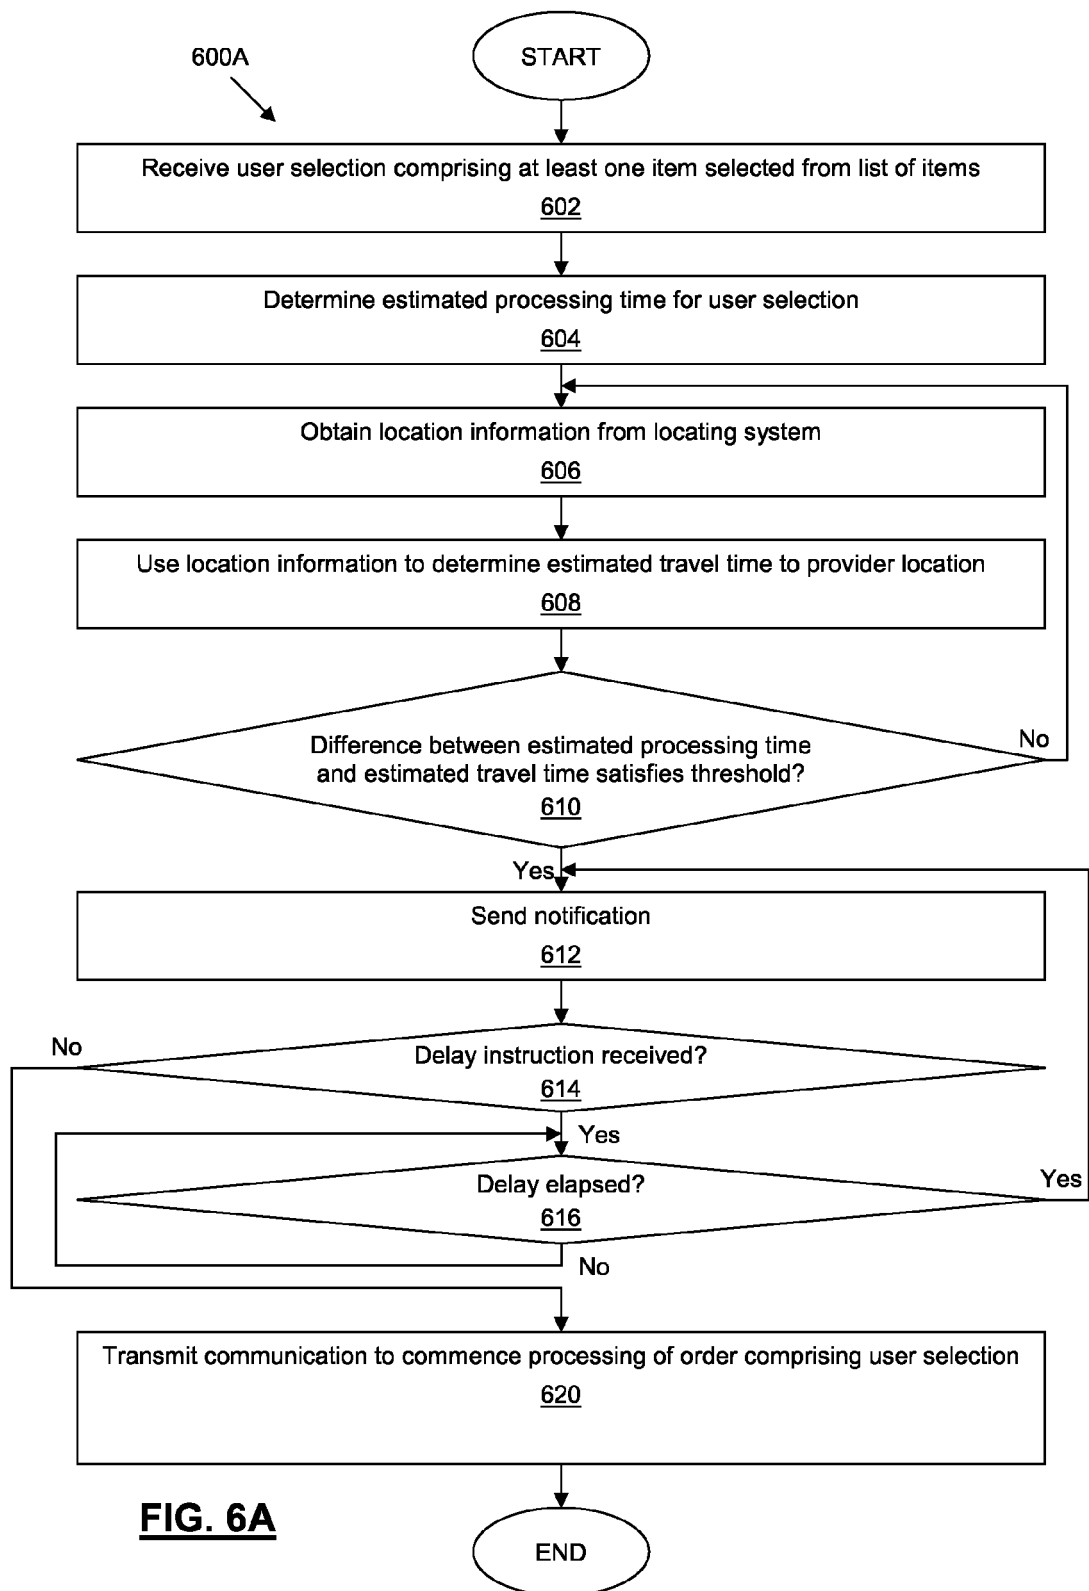 START
600A
Receive user selection comprising at least one item selected from list of items
602
Determine estimated processing time for user selection
604
Obtain location information from locating system
606
Use location information to determine estimated travel time to provider location
608
Difference between estimated processing time
and estimated travel time satisfies threshold?
610
No
Yes
Send notification
612
No
Delay instruction received?
614
Yes
Delay elapsed?
616
Yes
No
Transmit communication to commence processing of order comprising user selection
620
FIG. 6A
END